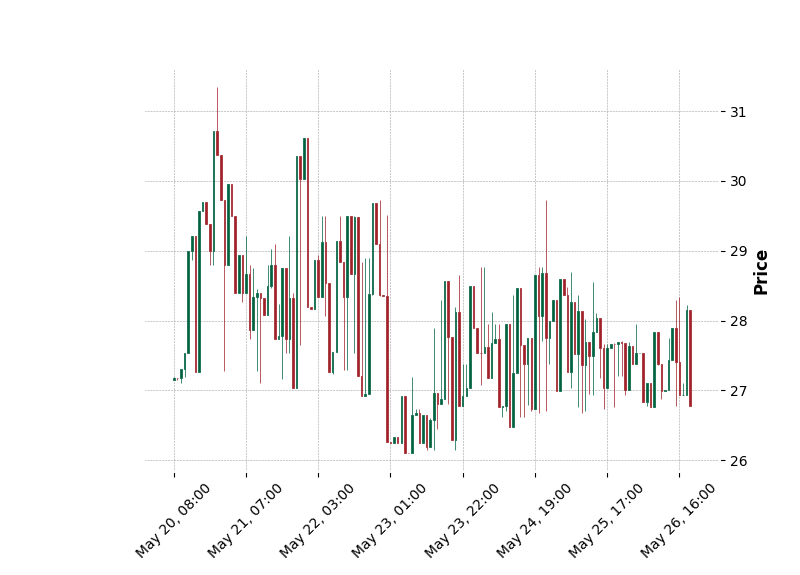 31
30
29
28
27
26
Price
May 20, 08:00
May 21, 07:00
May 22, 03:00
May 23, 01:00
May 23, 22:00
May 24, 19:00
May 25, 17:00
May 26, 16:00